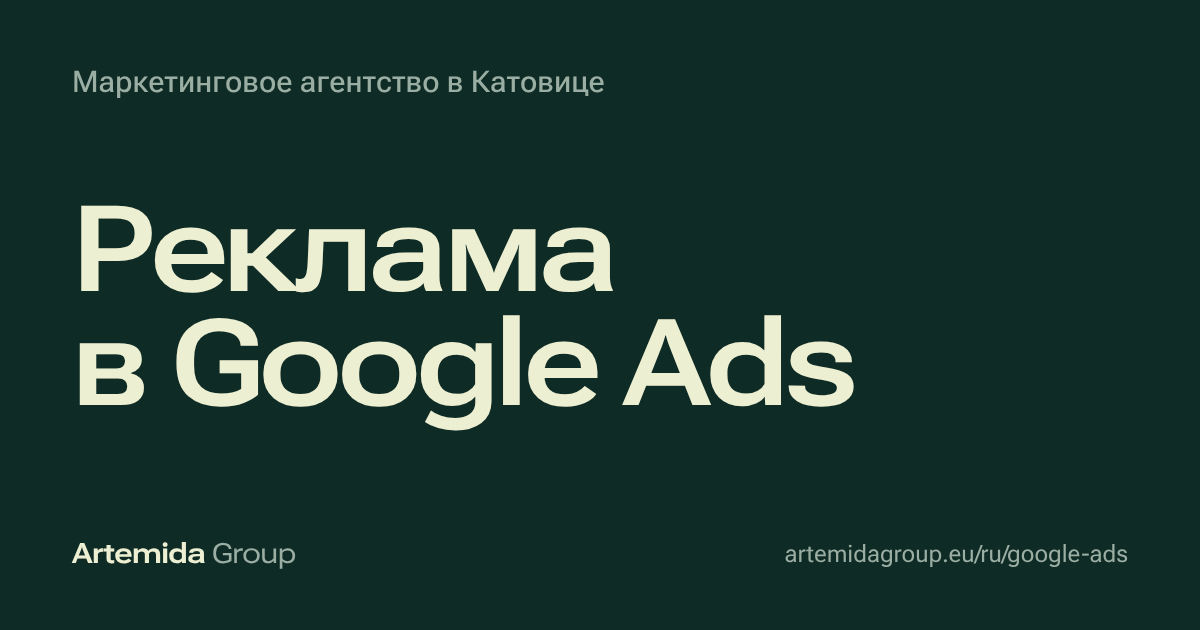 Маркетинговое агентство в Катовице
Реклама
в Google Ads
Artemida Group
artemidagroup.eu/ru/google-ads